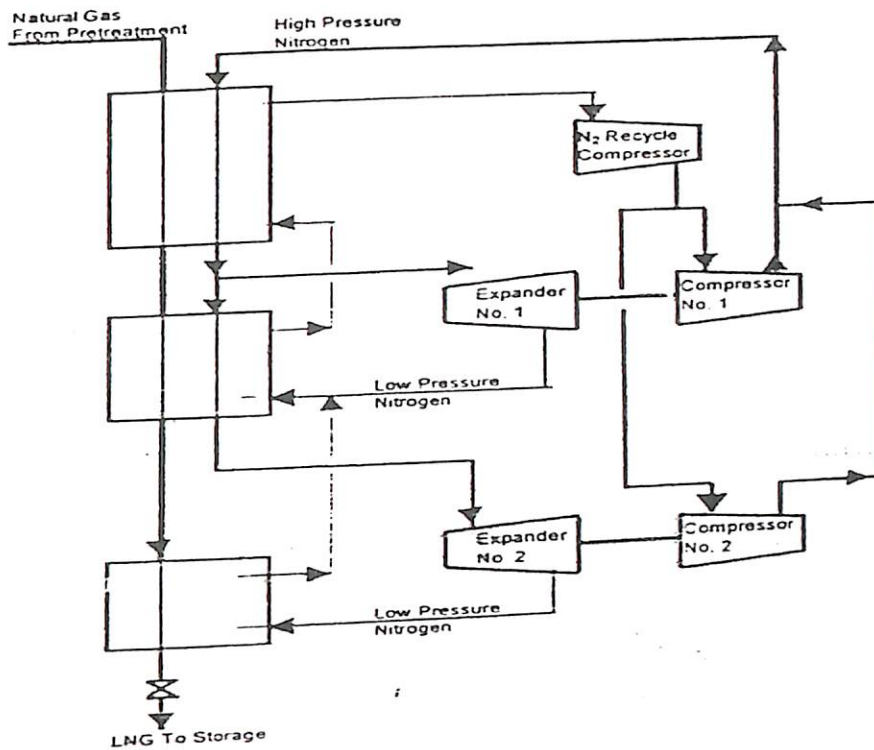 Natural Gas
From Pretreatment
High Pressure
Nitrogen
N₂ Recycle
Compressor
Expander
No. 1
Compressor
No. 1
Low Pressure
Nitrogen
Expander
No. 2
Compressor
No. 2
Low Pressure
Nitrogen
LNG To Storage